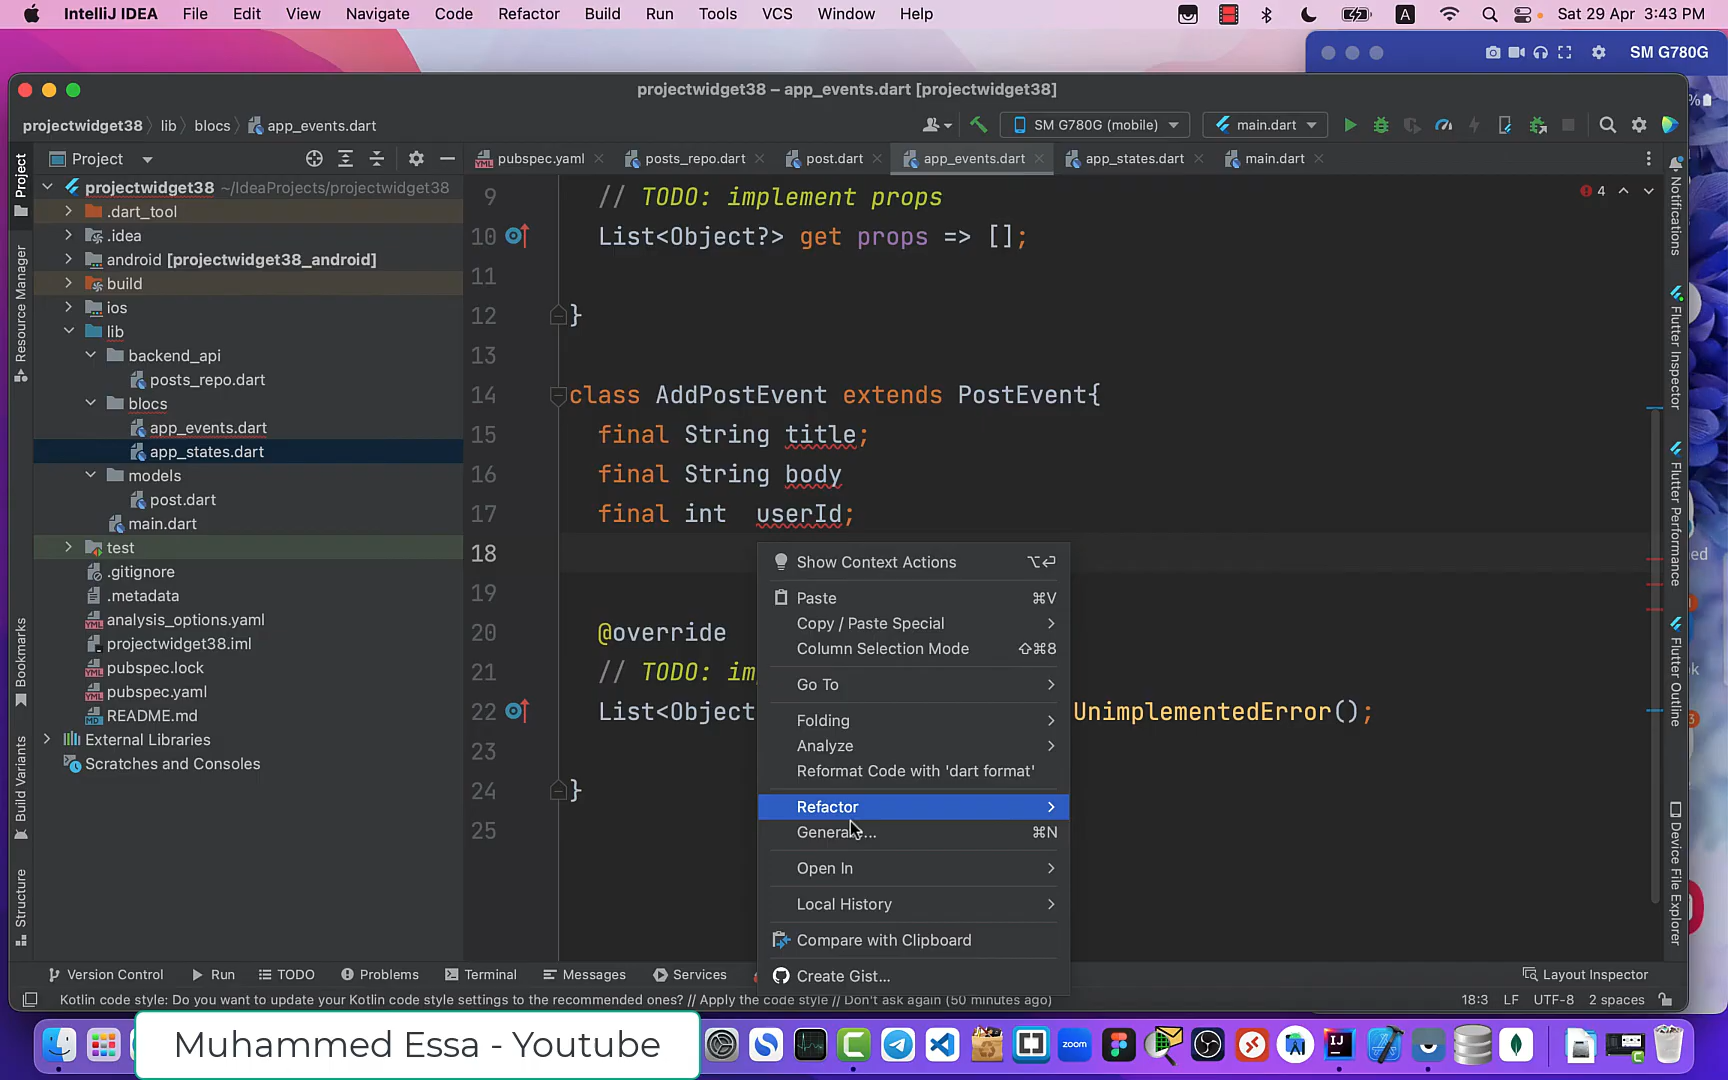 IntelliJ IDEA File Edit View Navigate Code Refactor Build Run Tools VCS Window Help A Sat 29 Apr 3:43 PM
SM G780G
projectwidget38 – app_events.dart [projectwidget38]
projectwidget38 lib blocs app_events.dart SM G780G (mobile) main.dart
Project
pubspec.yaml posts_repo.dart post.dart app_events.dart app_states.dart main.dart
projectwidget38 ~/IdeaProjects/projectwidget38
.dart_tool
.idea
android [projectwidget38_android]
build
ios
lib
backend_api
posts_repo.dart
blocs
app_events.dart
app_states.dart
models
post.dart
main.dart
test
.gitignore
.metadata
analysis_options.yaml
projectwidget38.iml
pubspec.lock
pubspec.yaml
README.md
External Libraries
Scratches and Consoles
Project
Resource Manager
Bookmarks
Build Variants
Structure
4
9 // TODO: implement props
10 List<Object?> get props => [];
11
12 }
13
14 class AddPostEvent extends PostEvent{
15 final String title;
16 final String body
17 final int userId;
18
19
20 @override
21 // TODO: im
22 List<Object UnimplementedError();
23
24 }
25
Show Context Actions ⌥⏎
Paste ⌘V
Copy / Paste Special
Column Selection Mode ⇧⌘8
Go To
Folding
Analyze
Reformat Code with 'dart format'
Refactor
Generate... ⌘N
Open In
Local History
Compare with Clipboard
Create Gist...
Notifications
Flutter Inspector
Flutter Performance
Flutter Outline
Device File Explorer
Version Control Run TODO Problems Terminal Messages Services Layout Inspector
Kotlin code style: Do you want to update your Kotlin code style settings to the recommended ones? // Apply the code style // Don't ask again (50 minutes ago) 18:3 LF UTF-8 2 spaces
Muhammed Essa - Youtube
zoom
IJ